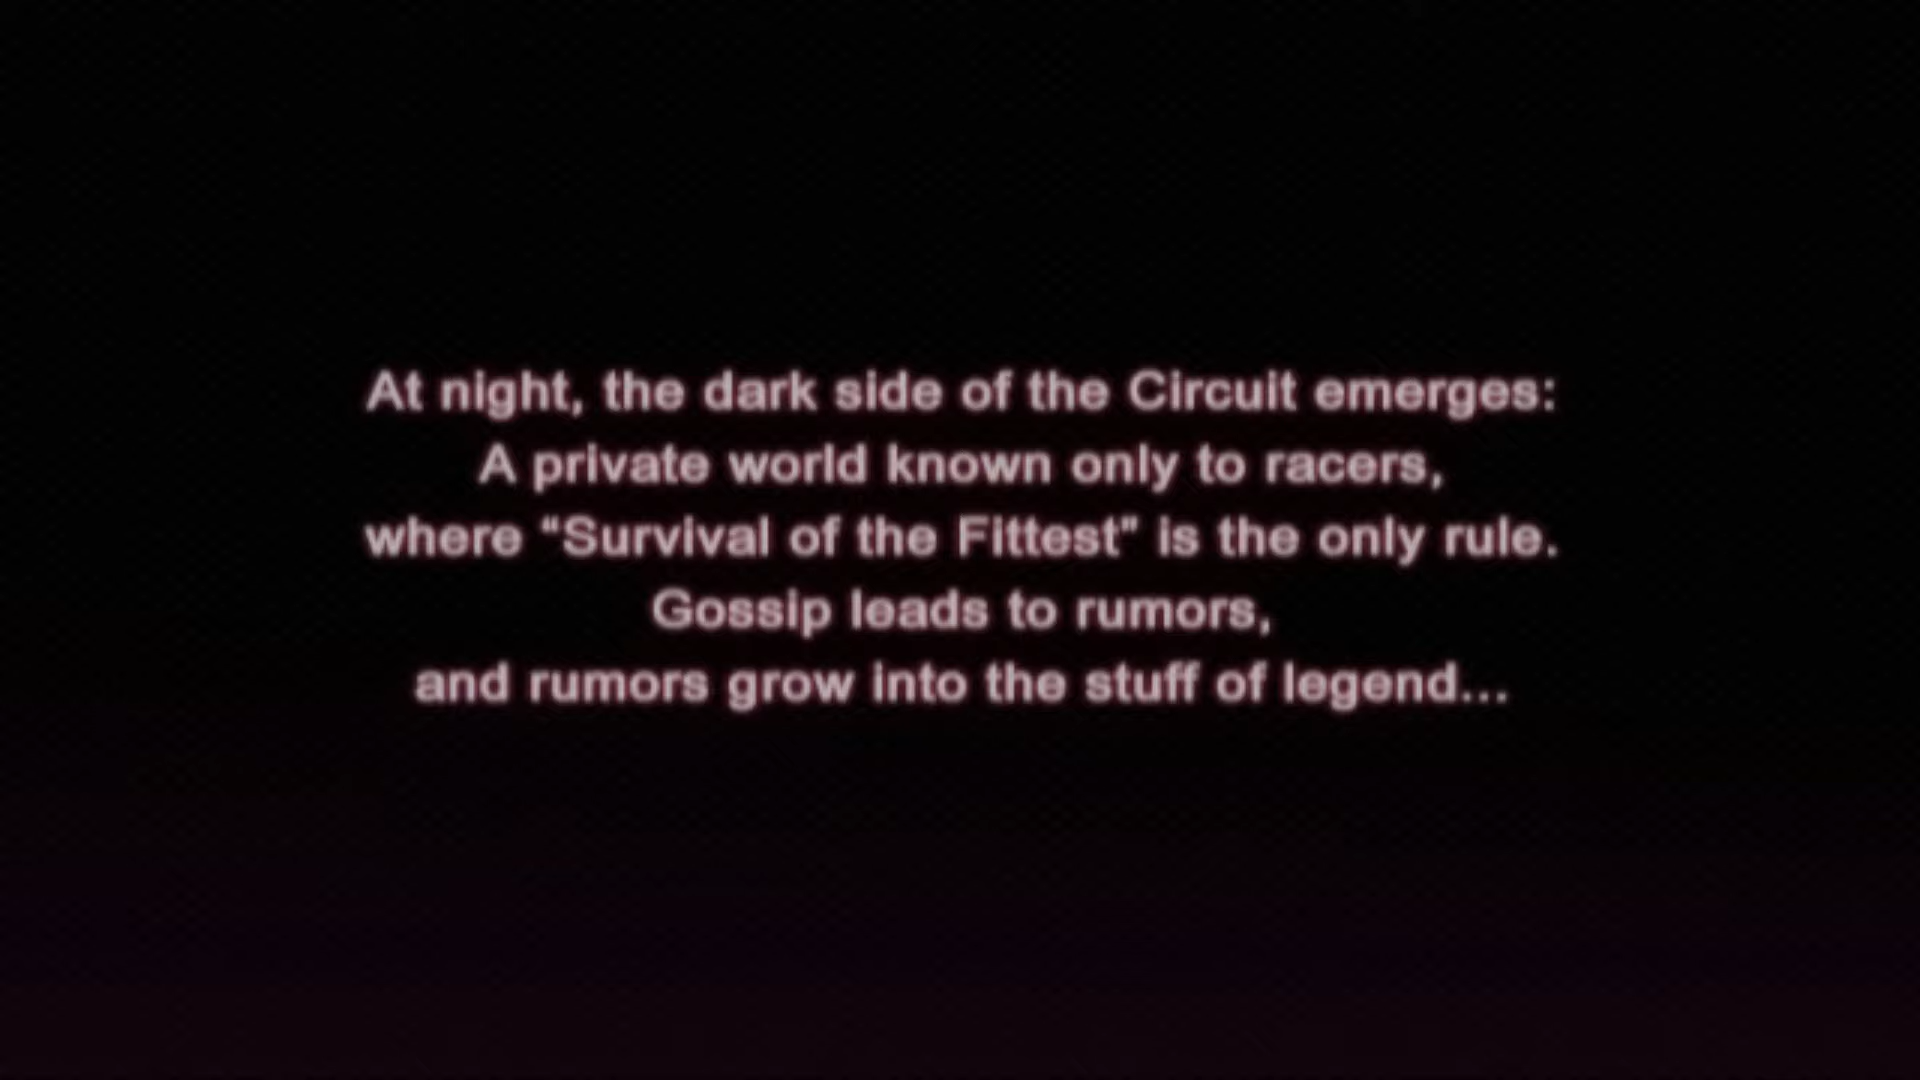 At night, the dark side of the Circuit emerges:
A private world known only to racers,
where “Survival of the Fittest” is the only rule.
Gossip leads to rumors,
and rumors grow into the stuff of legend...